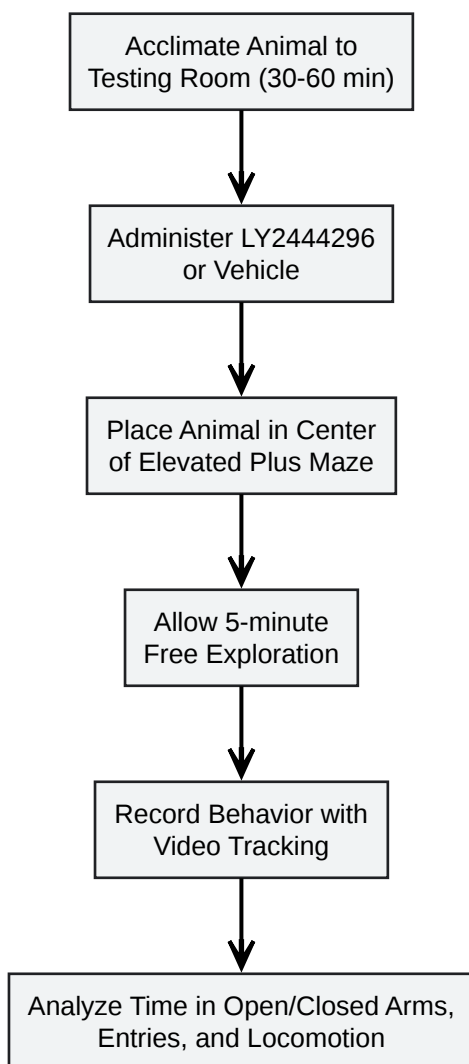 Acclimate Animal to
Testing Room (30-60 min)
Administer LY2444296
or Vehicle
Place Animal in Center
of Elevated Plus Maze
Allow 5-minute
Free Exploration
Record Behavior with
Video Tracking
Analyze Time in Open/Closed Arms,
Entries, and Locomotion